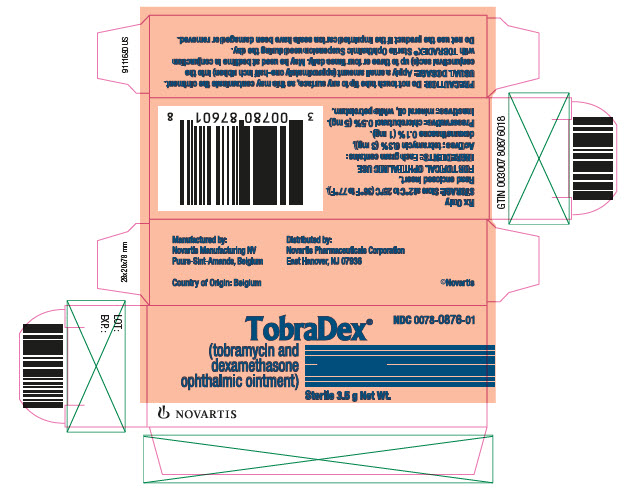 PRECAUTION: Do not touch tube tip to any surface, as this may contaminate the ointment.
USUAL DOSAGE: Apply a small amount (approximately one-half inch ribbon) into the
conjunctival sac(s) up to three or four times daily. May be used at bedtime in conjunction
with TOBRADEX® Sterile Ophthalmic Suspension used during the day.
Do not use the product if the imprinted carton seals have been damaged or removed.
3 00780 87601 8
Rx Only
STORAGE: Store at 2°C to 25°C (36°F to 77°F).
Read enclosed insert.
FOR TOPICAL OPHTHALMIC USE
INGREDIENTS: Each gram contains:
Actives: tobramycin 0.3% (3 mg),
dexamethasone 0.1% (1 mg).
Preservative: chlorobutanol 0.5% (5 mg).
Inactives: mineral oil, white petrolatum.
GTIN: 00300780876018
28x20x78 mm
Manufactured by:
Novartis Manufacturing NV
Puurs-Sint-Amands, Belgium
Country of Origin: Belgium
Distributed by:
Novartis Pharmaceuticals Corporation
East Hanover, NJ 07936
©Novartis
LOT:
EXP.:
TobraDex®
NDC 0078-0876-01
(tobramycin and
dexamethasone
ophthalmic ointment)
Sterile 3.5 g Net Wt.
NOVARTIS